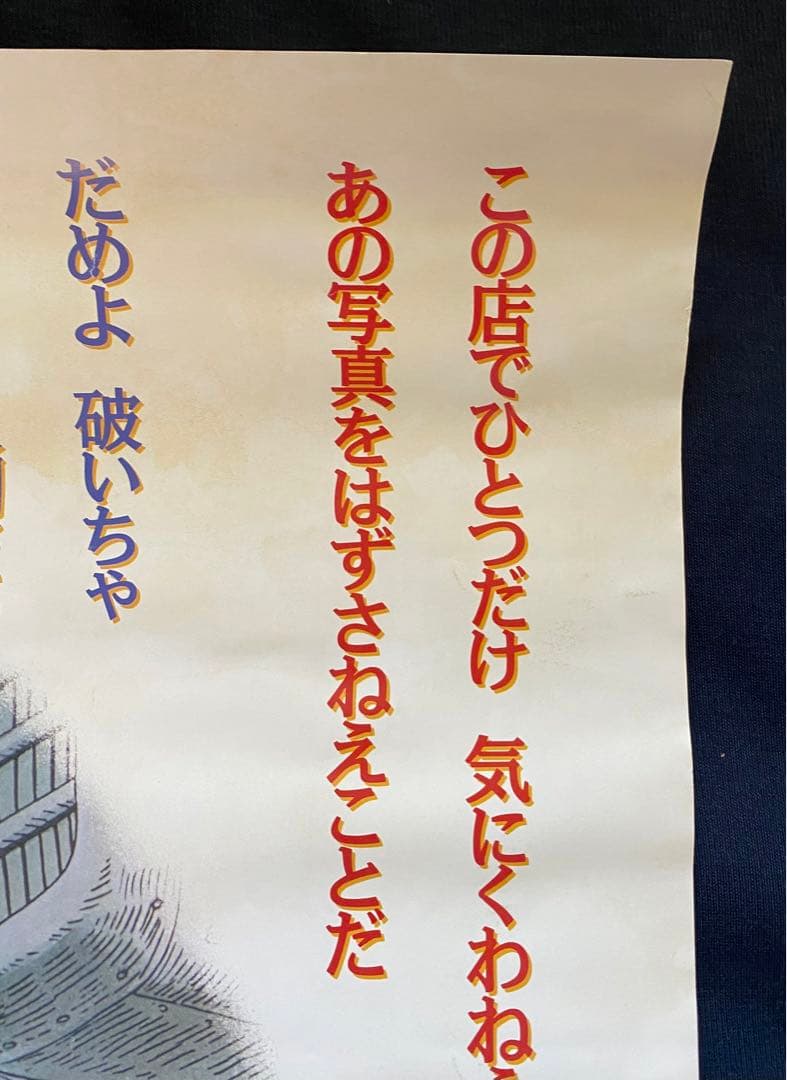 この店でひとつだけ 気にくわね
あの写真をはずさねえことだ
だめよ 破いちゃ